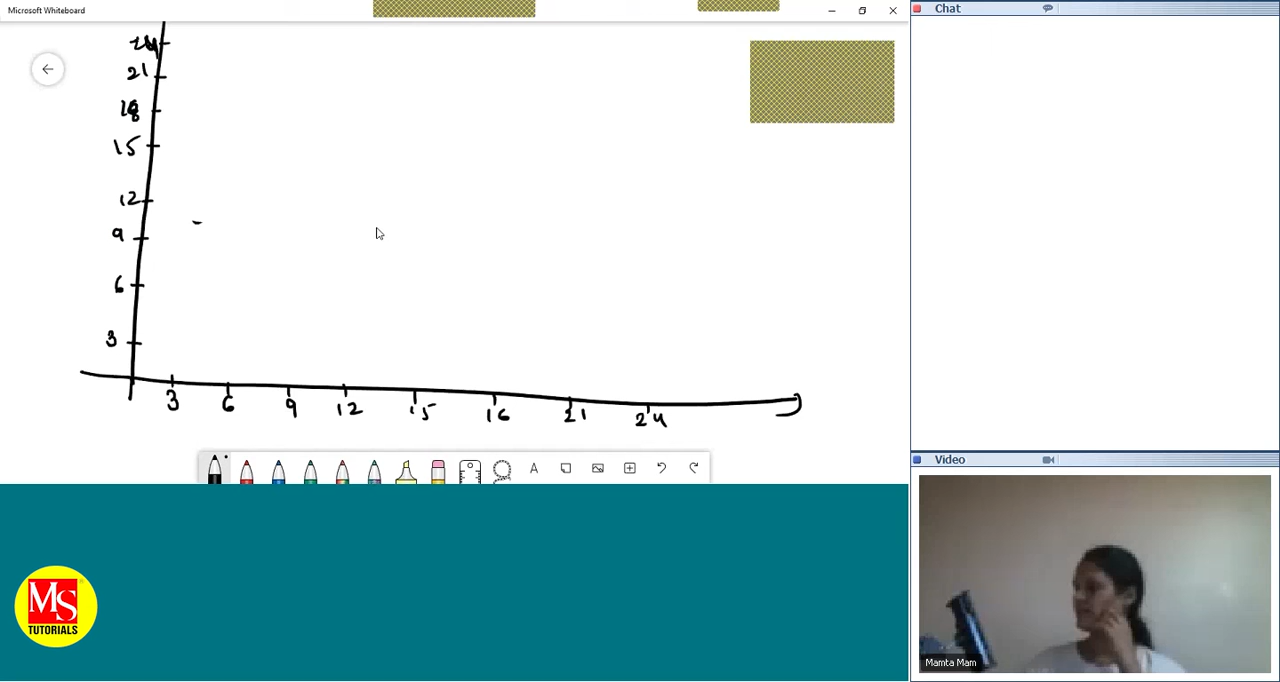 Microsoft Whiteboard
Chat
24
21
18
15
12
9
6
3
3 6 9 12 15 16 21 24
A
Video
MS
TUTORIALS
Mamta Mam